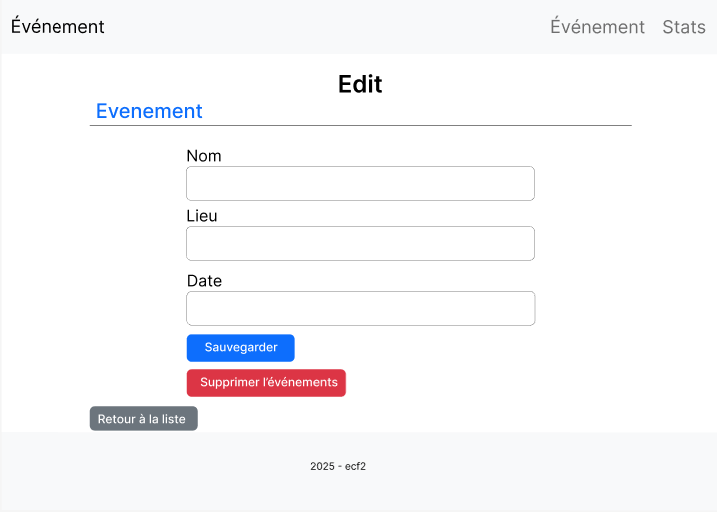 Événement Événement Stats
Edit
Evenement
Nom
Lieu
Date
Sauvegarder
Supprimer l'événements
Retour à la liste
2025 - ecf2